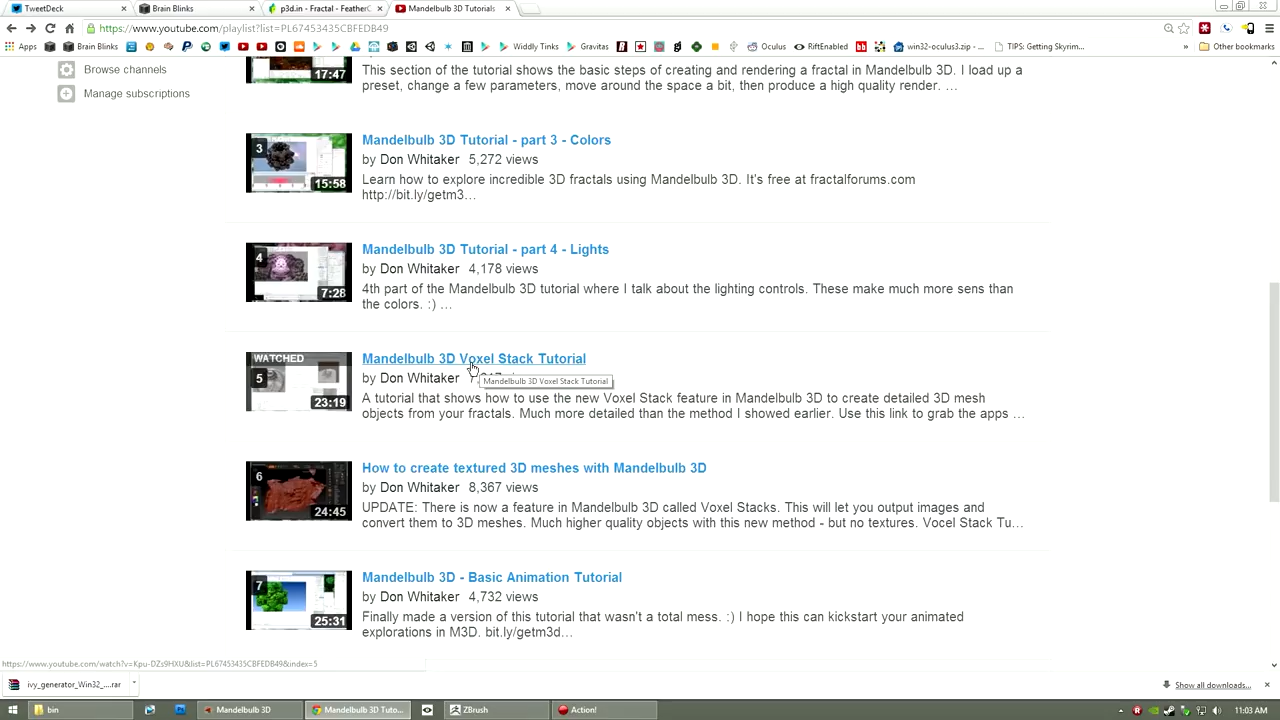 TweetDeck
Brain Blinks
p3d.in - Fractal - FeatherC
Mandelbulb 3D Tutorials
https://www.youtube.com/playlist?list=PL67453435CBFEDB49
Apps
Brain Blinks
Widdly Tinks
Gravitas
Oculus
RiftEnabled
win32-oculus3.zip - ...
TIPS: Getting Skyrim...
»
Other bookmarks
Browse channels
Manage subscriptions
17:47
This section of the tutorial shows the basic steps of creating and rendering a fractal in Mandelbulb 3D. I load up a
preset, change a few parameters, move around the space a bit, then produce a high quality render. ...
3
15:58
Mandelbulb 3D Tutorial - part 3 - Colors
by Don Whitaker 5,272 views
Learn how to explore incredible 3D fractals using Mandelbulb 3D. It's free at fractalforums.com
http://bit.ly/getm3...
4
7:28
Mandelbulb 3D Tutorial - part 4 - Lights
by Don Whitaker 4,178 views
4th part of the Mandelbulb 3D tutorial where I talk about the lighting controls. These make much more sens than
the colors. :) ...
WATCHED
5
23:19
Mandelbulb 3D Voxel Stack Tutorial
by Don Whitaker
Mandelbulb 3D Voxel Stack Tutorial
A tutorial that shows how to use the new Voxel Stack feature in Mandelbulb 3D to create detailed 3D mesh
objects from your fractals. Much more detailed than the method I showed earlier. Use this link to grab the apps ...
6
24:45
How to create textured 3D meshes with Mandelbulb 3D
by Don Whitaker 8,367 views
UPDATE: There is now a feature in Mandelbulb 3D called Voxel Stacks. This will let you output images and
convert them to 3D meshes. Much higher quality objects with this new method - but no textures. Vocel Stack Tu...
7
25:31
Mandelbulb 3D - Basic Animation Tutorial
by Don Whitaker 4,732 views
Finally made a version of this tutorial that wasn't a total mess. :) I hope this can kickstart your animated
explorations in M3D. bit.ly/getm3d...
https://www.youtube.com/watch?v=Kpu-DZs9HXU&list=PL67453435CBFEDB49&index=5
ivy_generator_Win32_....rar
Show all downloads...
bin
Mandelbulb 3D
Mandelbulb 3D Tuto...
ZBrush
Action!
11:03 AM